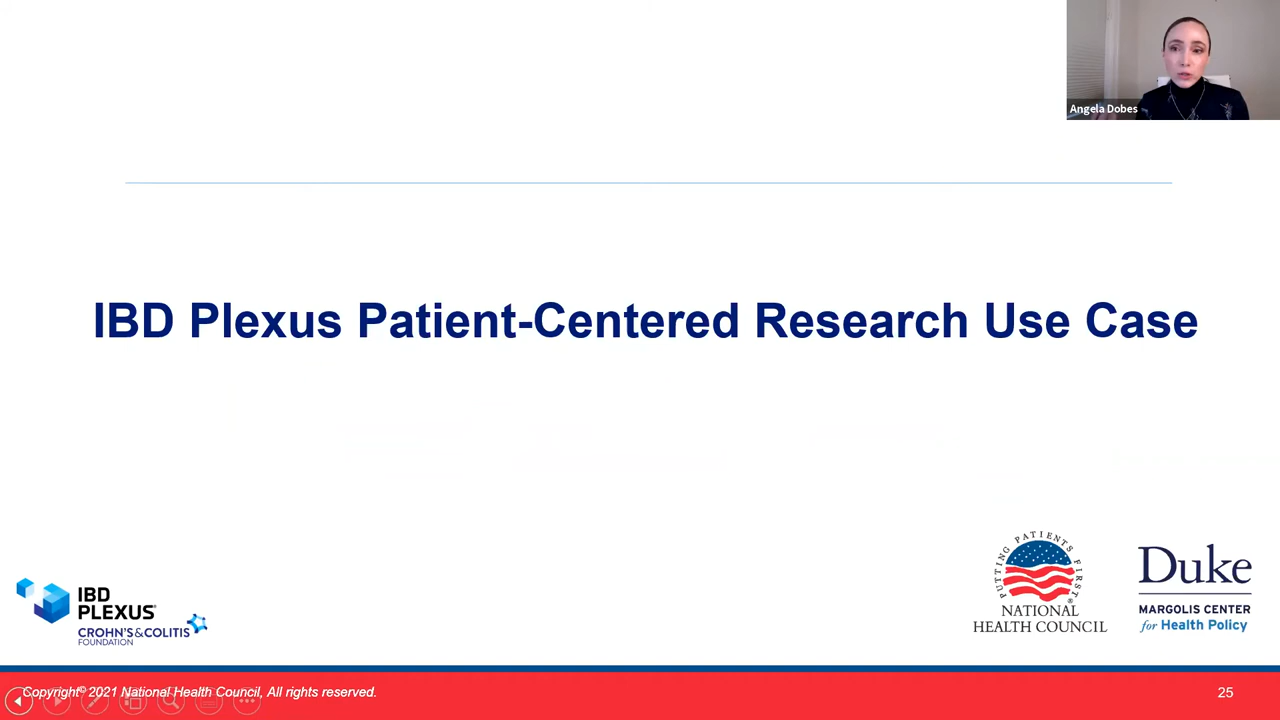 Angela Dobes
IBD Plexus Patient-Centered Research Use Case
IBD
PLEXUS®
CROHN'S&COLITIS
FOUNDATION
PUTTING PATIENTS FIRST
®
NATIONAL
HEALTH COUNCIL
Duke
MARGOLIS CENTER
for Health Policy
Copyright© 2021 National Health Council, All rights reserved.
25